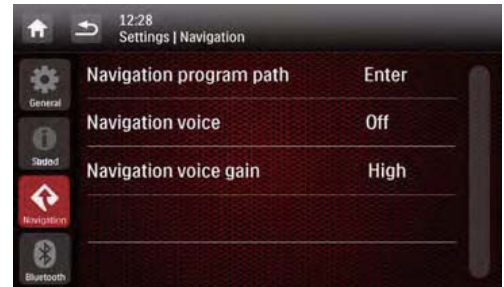 12:28
Settings | Navigation
General
Navigation program path Enter
Navigation voice Off
Navigation voice gain High
Navigation
Bluetooth